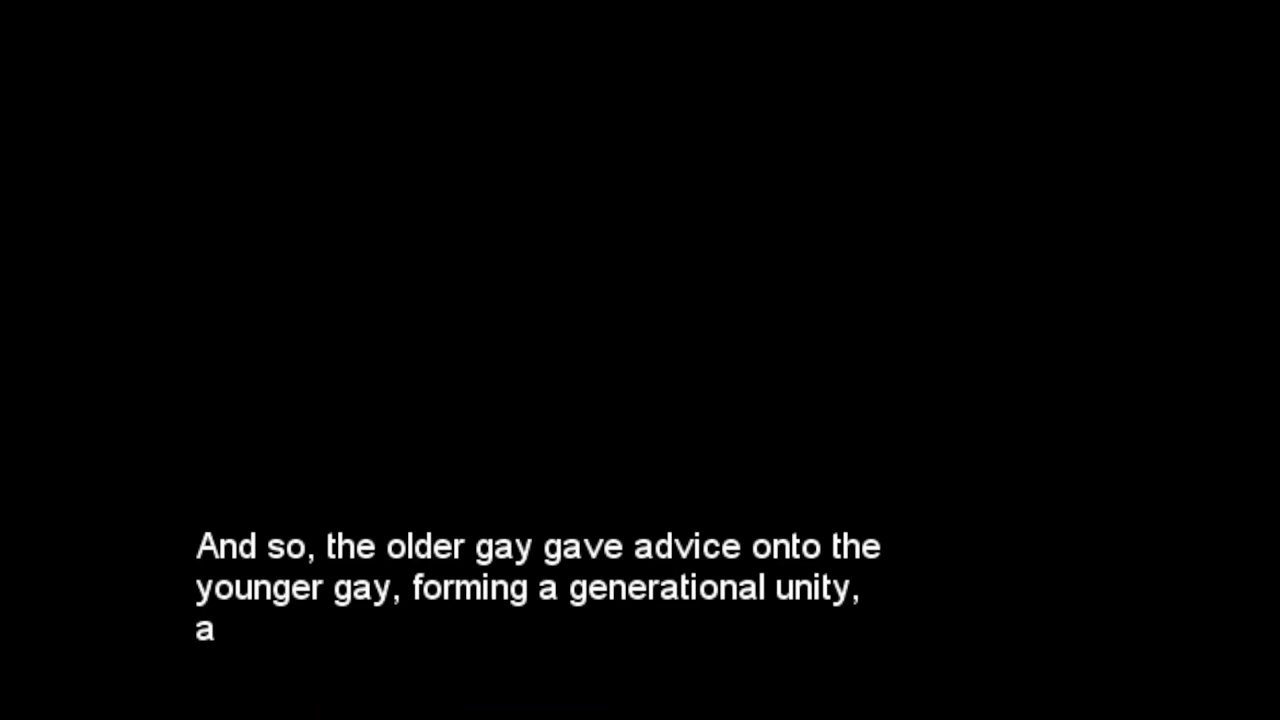 And so, the older gay gave advice onto the
younger gay, forming a generational unity,
a